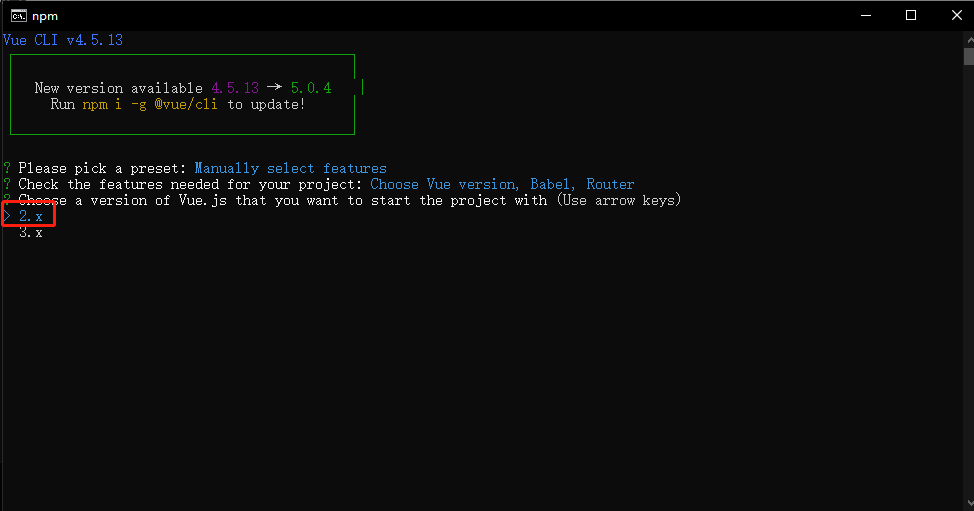 npm
Vue CLI v4.5.13
New version available 4.5.13 → 5.0.4
Run npm i -g @vue/cli to update!
? Please pick a preset: Manually select features
? Check the features needed for your project: Choose Vue version, Babel, Router
? Choose a version of Vue.js that you want to start the project with (Use arrow keys)
> 2.x
3.x